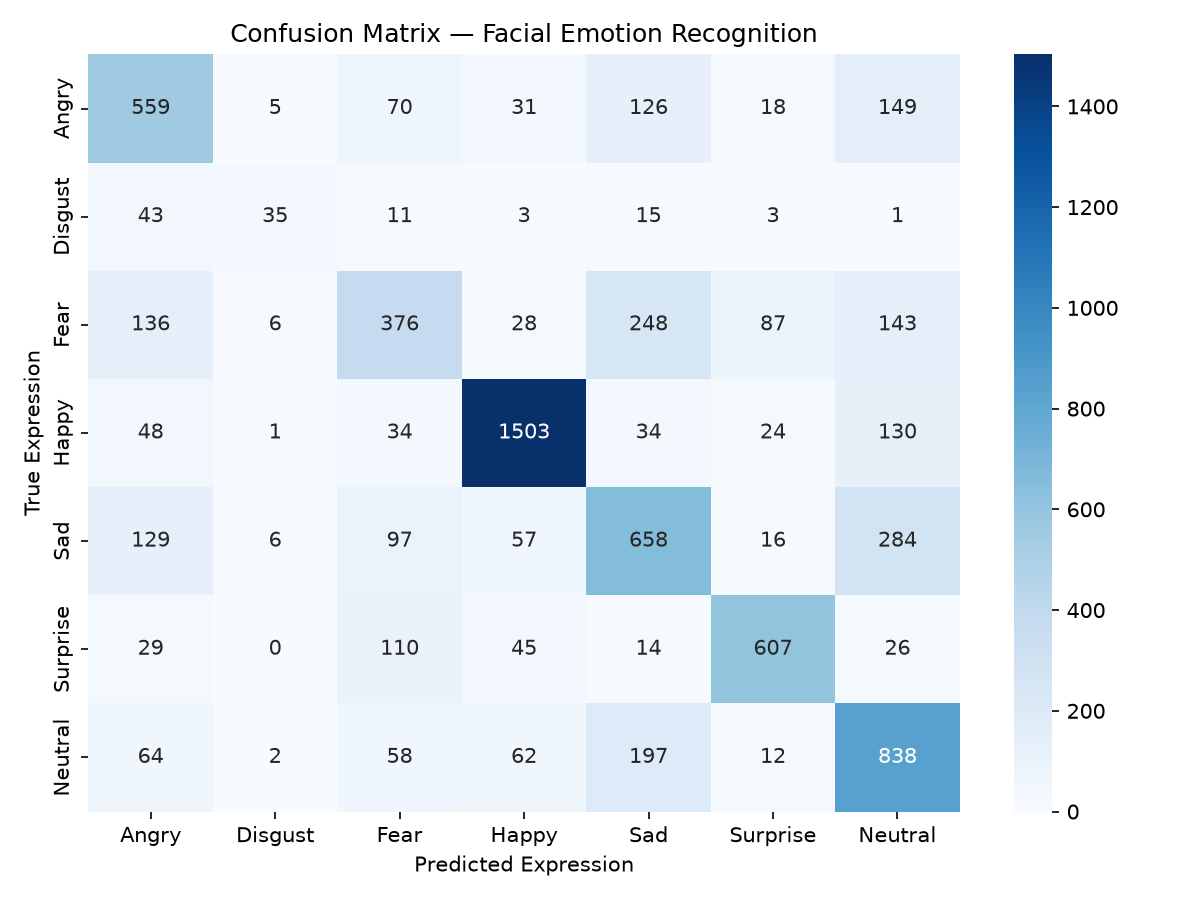 Confusion Matrix — Facial Emotion Recognition
True Expression
Angry 559 5 70 31 126 18 149
Disgust 43 35 11 3 15 3 1
Fear 136 6 376 28 248 87 143
Happy 48 1 34 1503 34 24 130
Sad 129 6 97 57 658 16 284
Surprise 29 0 110 45 14 607 26
Neutral 64 2 58 62 197 12 838
Angry Disgust Fear Happy Sad Surprise Neutral
Predicted Expression
1400
1200
1000
800
600
400
200
0